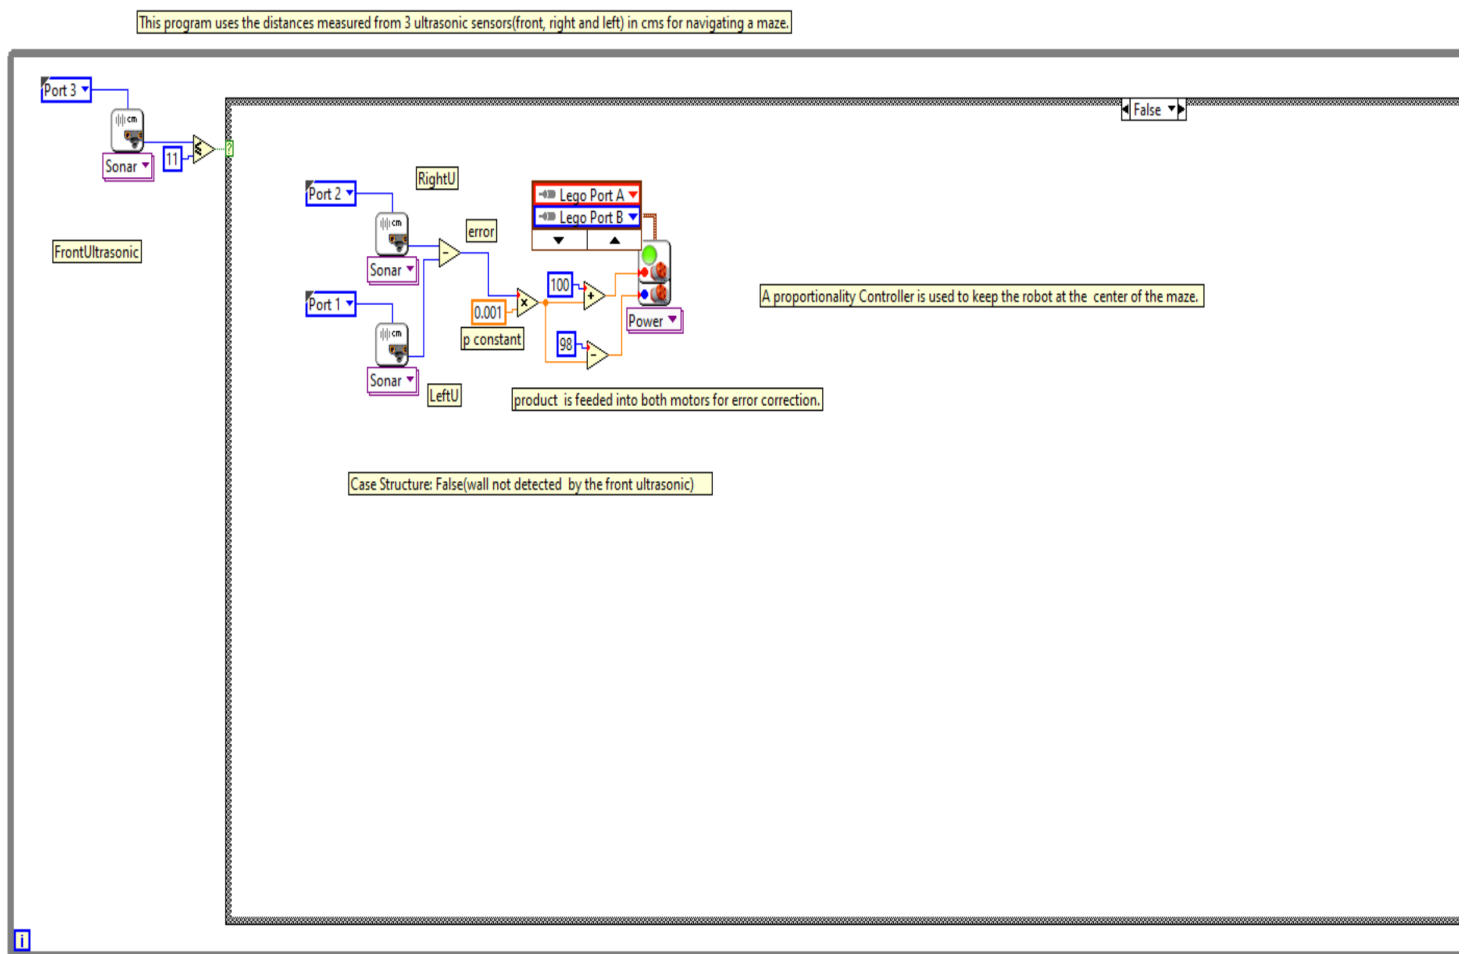 This program uses the distances measured from 3 ultrasonic sensors(front, right and left) in cms for navigating a maze.
Port 3
cm
Sonar
11
?
False
FrontUltrasonic
Port 2
RightU
cm
Sonar
error
Lego Port A
Lego Port B
Port 1
cm
Sonar
LeftU
0.001
x
p constant
100
+
98
-
-
Power
A proportionality Controller is used to keep the robot at the  center of the maze.
product  is feeded into both motors for error correction.
Case Structure: False(wall not detected  by the front ultrasonic)
i